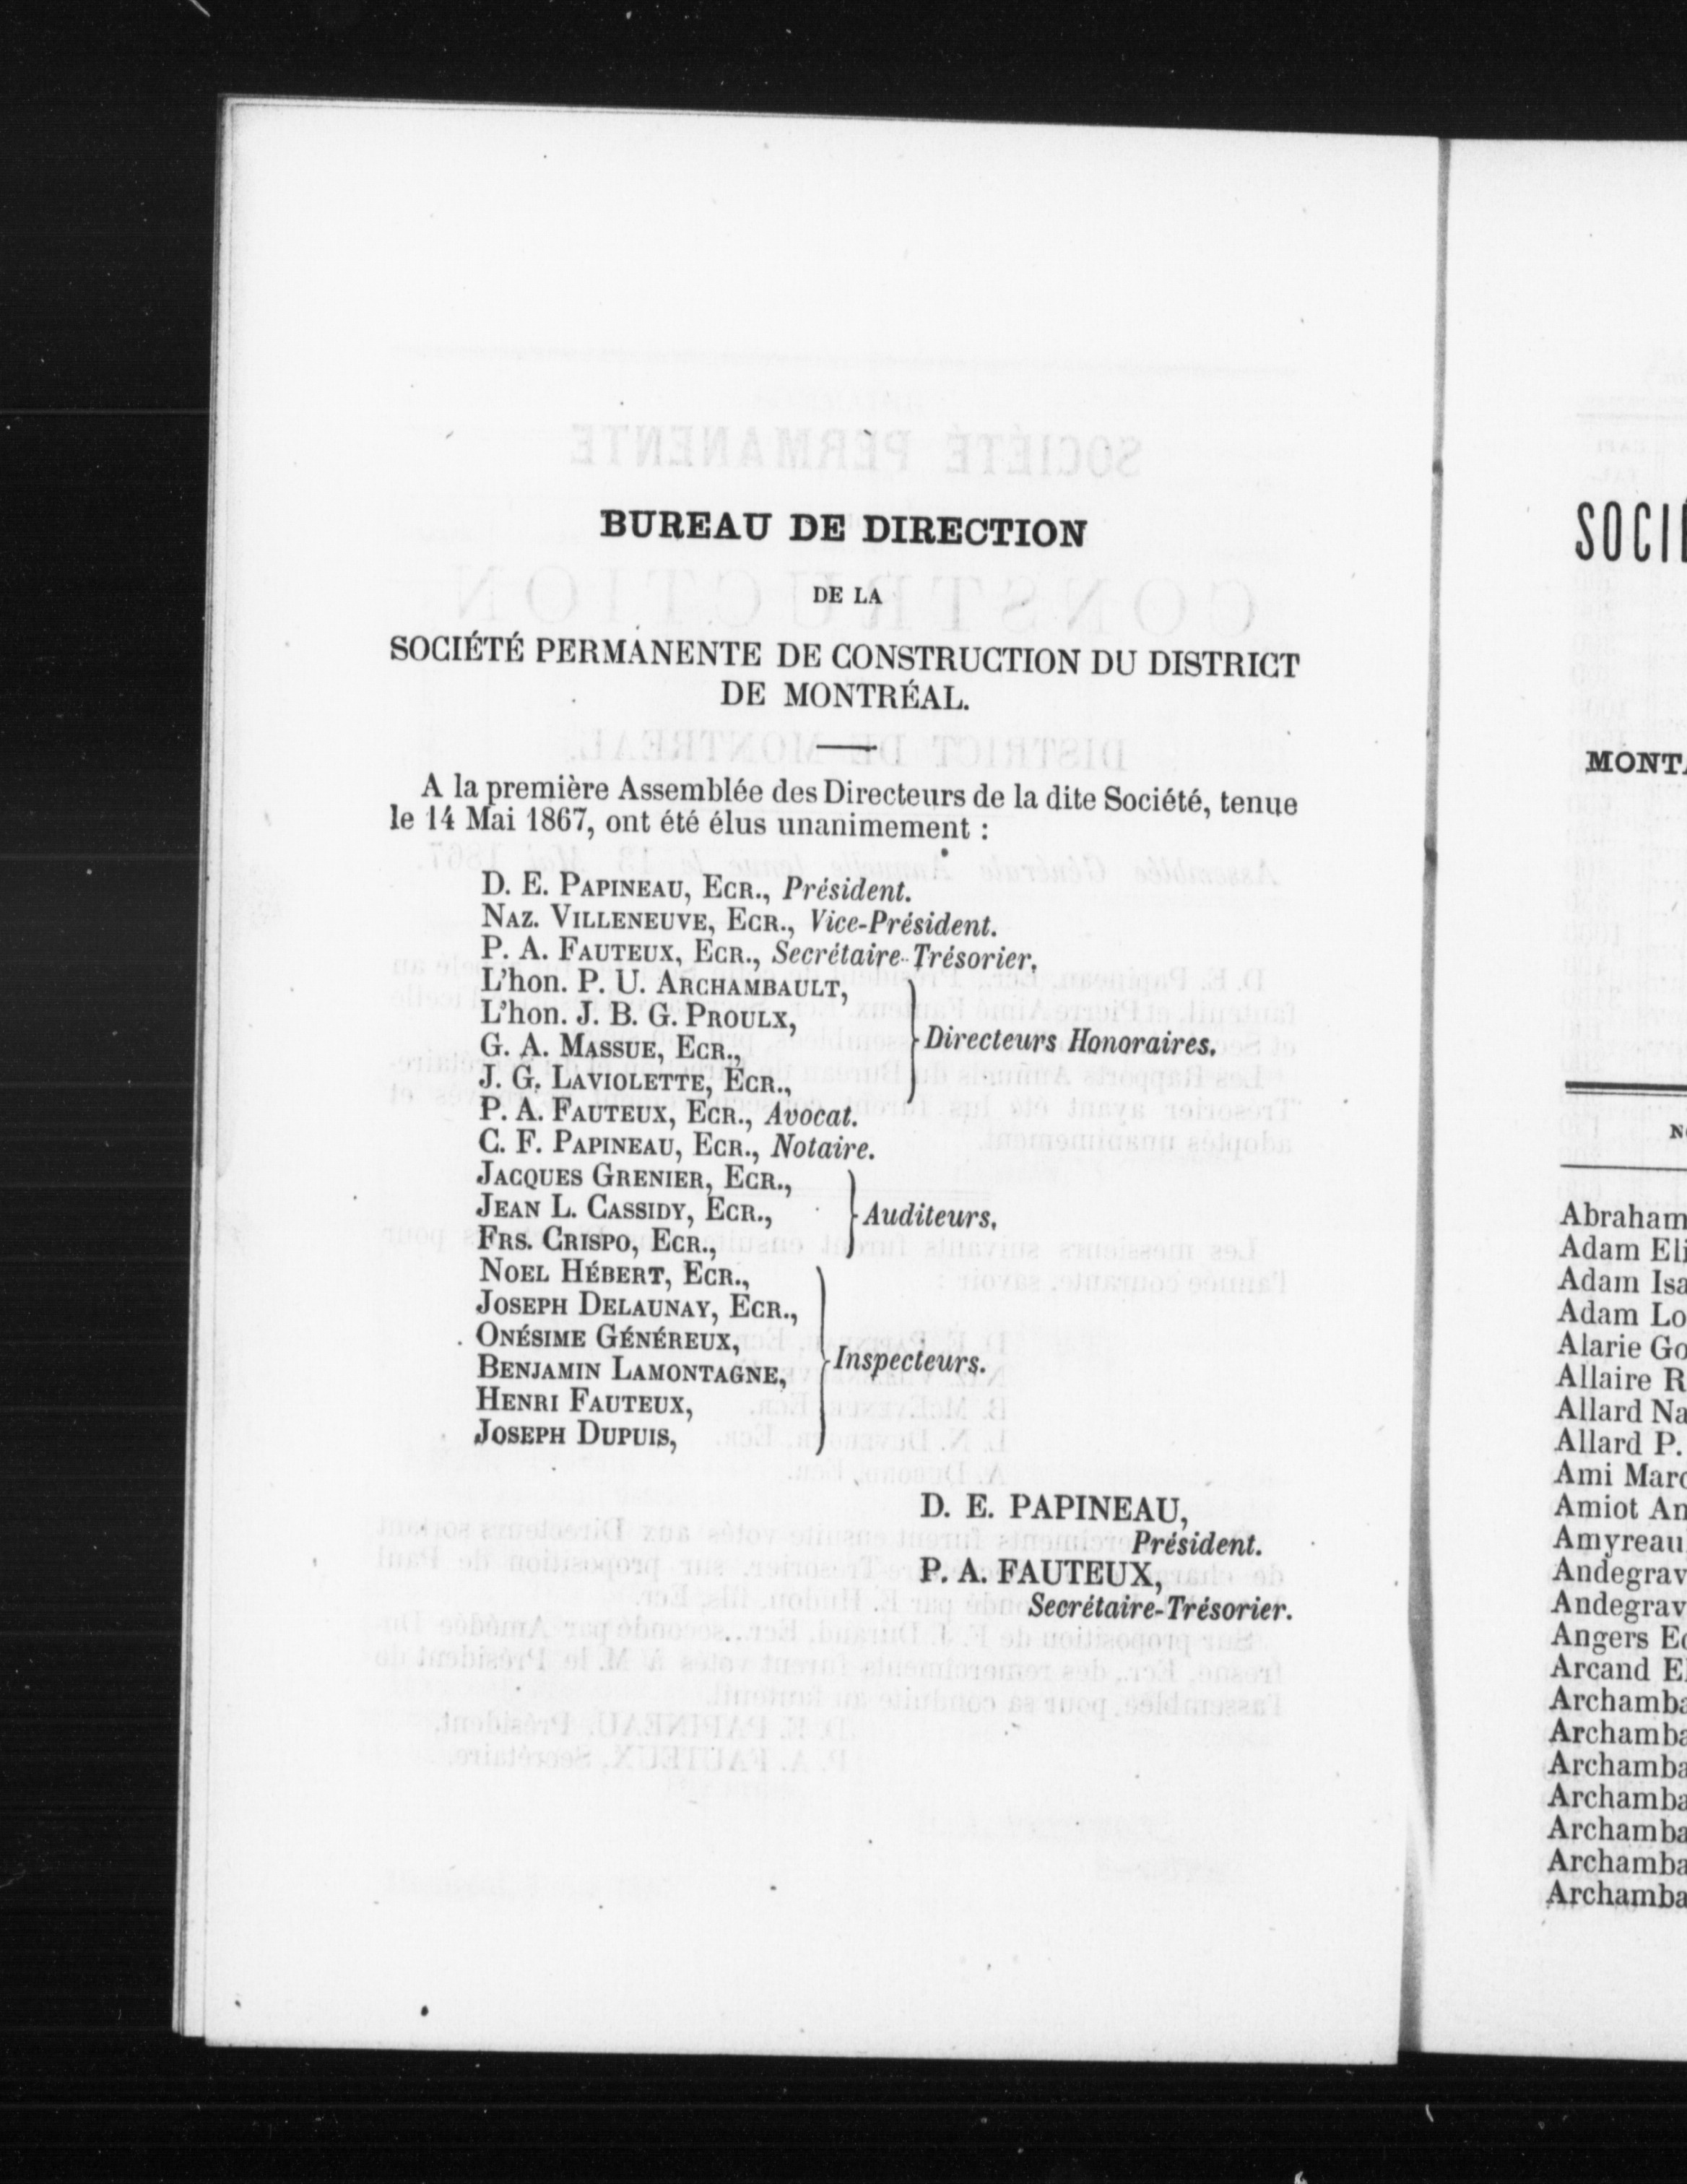 BUREAU DE DIRECTION
DE LA
SOCIÉTÉ PERMANENTE DE CONSTRUCTION DU DISTRICT
DE MONTRÉAL.
A la première Assemblée des Directeurs de la dite Société, tenue
le 14 Mai 1867, ont été élus unanimement :
D. E. PAPINEAU, ECR., Président.
NAZ. VILLENEUVE, ECR., Vice-Président.
P. A. FAUTEUX, ECR., Secrétaire-Trésorier.
L'hon. P. U. ARCHAMBAULT,
L'hon. J. B. G. PROULX,
G. A. MASSUE, ECR.,
J. G. LAVIOLETTE, ECR.,
Directeurs Honoraires.
P. A. FAUTEUX, ECR., Avocat.
C. F. PAPINEAU, ECR., Notaire.
JACQUES GRENIER, ECR.,
JEAN L. CASSIDY, ECR.,
FRS. CRISPO, ECR.,
Auditeurs.
NOEL HÉBERT, ECR.,
JOSEPH DELAUNAY, ECR.,
ONÉSIME GÉNÉREUX,
BENJAMIN LAMONTAGNE,
HENRI FAUTEUX,
JOSEPH DUPUIS,
Inspecteurs.
D. E. PAPINEAU,
Président.
P. A. FAUTEUX,
Secrétaire-Trésorier.
SOCIÉ
MONTA
Abraham
Adam Eli
Adam Isa
Adam Lo
Alarie Go
Allaire R
Allard Na
Allard P.
Ami Marc
Amiot An
Amyreau
Andegrav
Andegrav
Angers Ed
Arcand El
Archamba
Archamba
Archamba
Archamba
Archamba
Archamba
Archamba